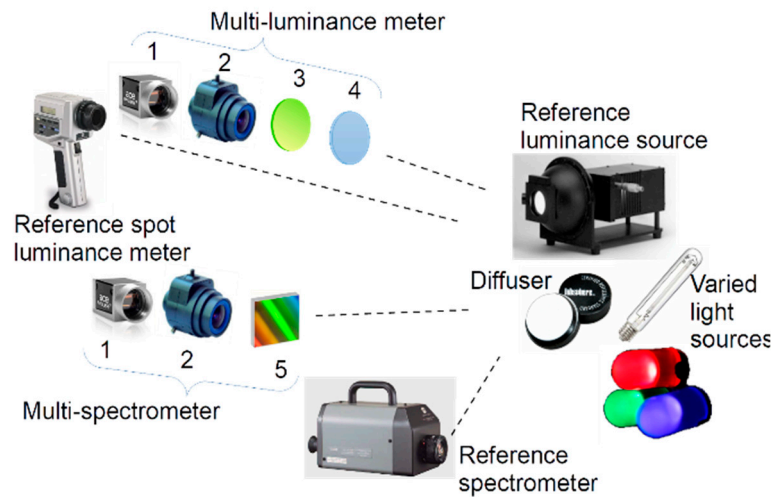 Multi-luminance meter
1
2
3
4
Reference
luminance source
Reference spot
luminance meter
Diffuser
labsphere
Varied
light
sources
1
2
5
Multi-spectrometer
Reference
spectrometer